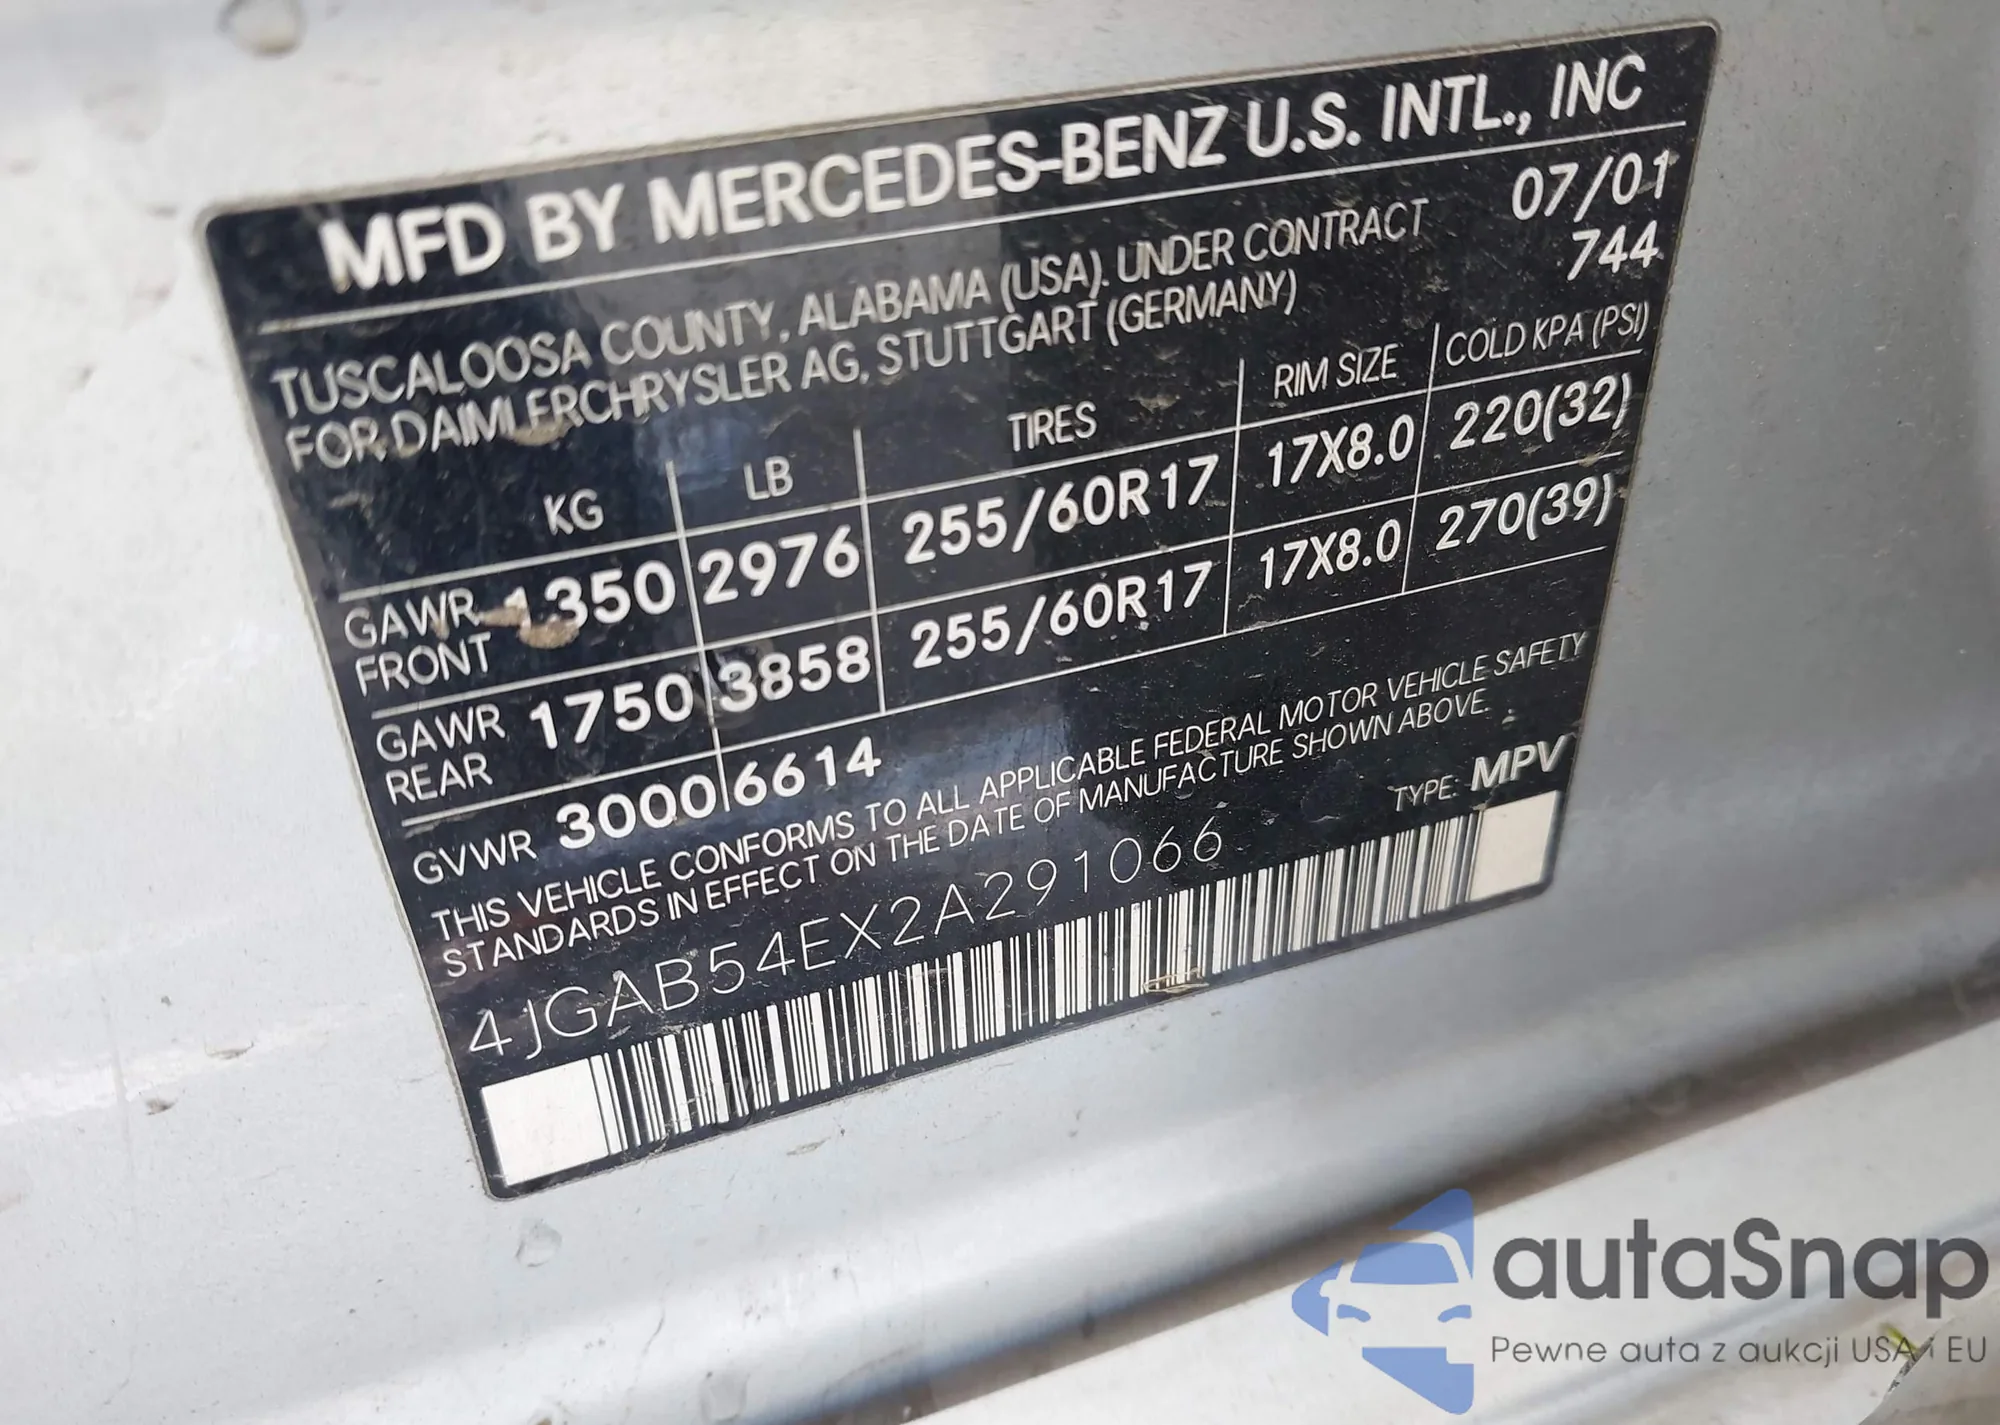 MFD BY MERCEDES-BENZ U.S. INTL., INC
07/01
TUSCALOOSA COUNTY, ALABAMA (USA). UNDER CONTRACT
744
FOR DAIMLERCHRYSLER AG, STUTTGART (GERMANY)
KG LB TIRES RIM SIZE COLD KPA (PSI)
GAWR FRONT 1350 2976 255/60R17 17X8.0 220(32)
GAWR REAR 1750 3858 255/60R17 17X8.0 270(39)
GVWR 3000 6614
THIS VEHICLE CONFORMS TO ALL APPLICABLE FEDERAL MOTOR VEHICLE SAFETY
STANDARDS IN EFFECT ON THE DATE OF MANUFACTURE SHOWN ABOVE.
4JGAB54EX2A291066 TYPE: MPV
autaSnap
Pewne auta z aukcji USA i EU